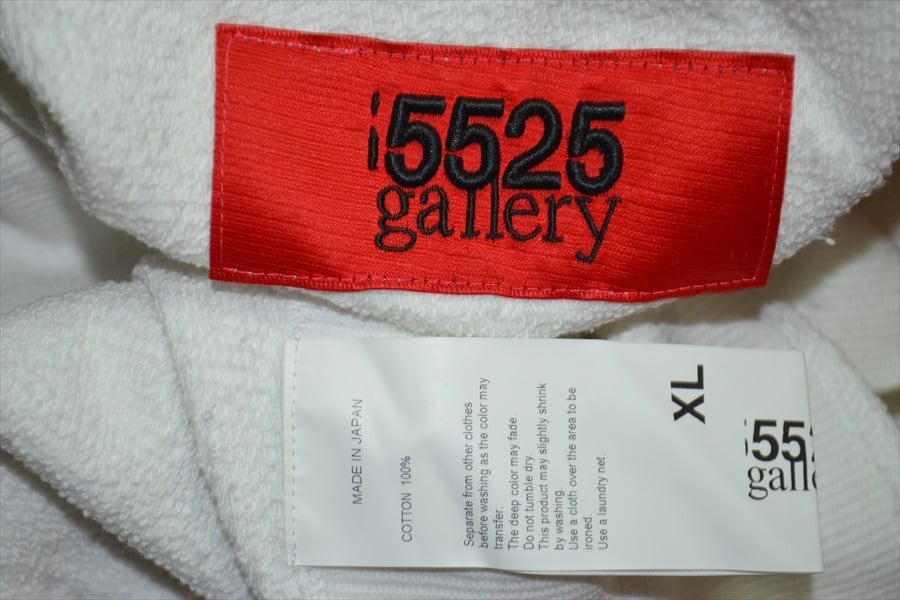 5525
gallery
XL
MADE IN JAPAN
COTTON 100%
Separate from other clothes
before washing as the color may
transfer.
The deep color may fade.
Do not tumble dry.
This product may slightly shrink
by washing.
Use a cloth over the area to be
ironed.
Use a laundry net.